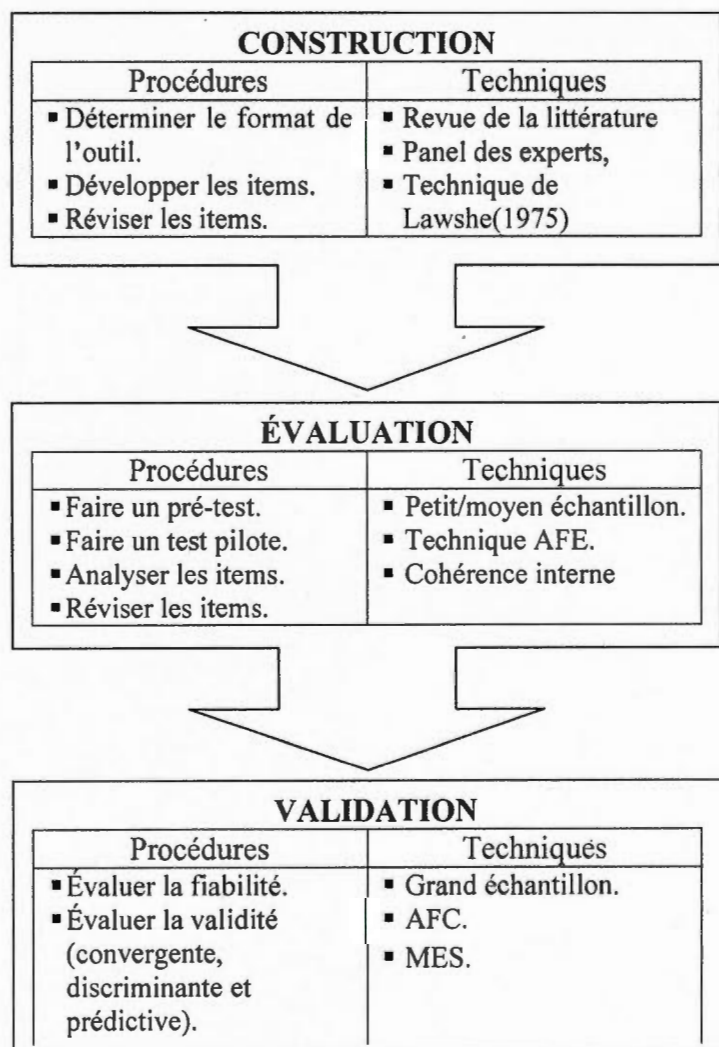 CONSTRUCTION
Procédures
▪ Déterminer le format de
l'outil.
▪ Développer les items.
▪ Réviser les items.
Techniques
▪ Revue de la littérature
▪ Panel des experts,
▪ Technique de
Lawshe(1975)
ÉVALUATION
Procédures
▪ Faire un pré-test.
▪ Faire un test pilote.
▪ Analyser les items.
▪ Réviser les items.
Techniques
▪ Petit/moyen échantillon.
▪ Technique AFE.
▪ Cohérence interne
VALIDATION
Procédures
▪ Évaluer la fiabilité.
▪ Évaluer la validité
(convergente,
discriminante et
prédictive).
Techniques
▪ Grand échantillon.
▪ AFC.
▪ MES.